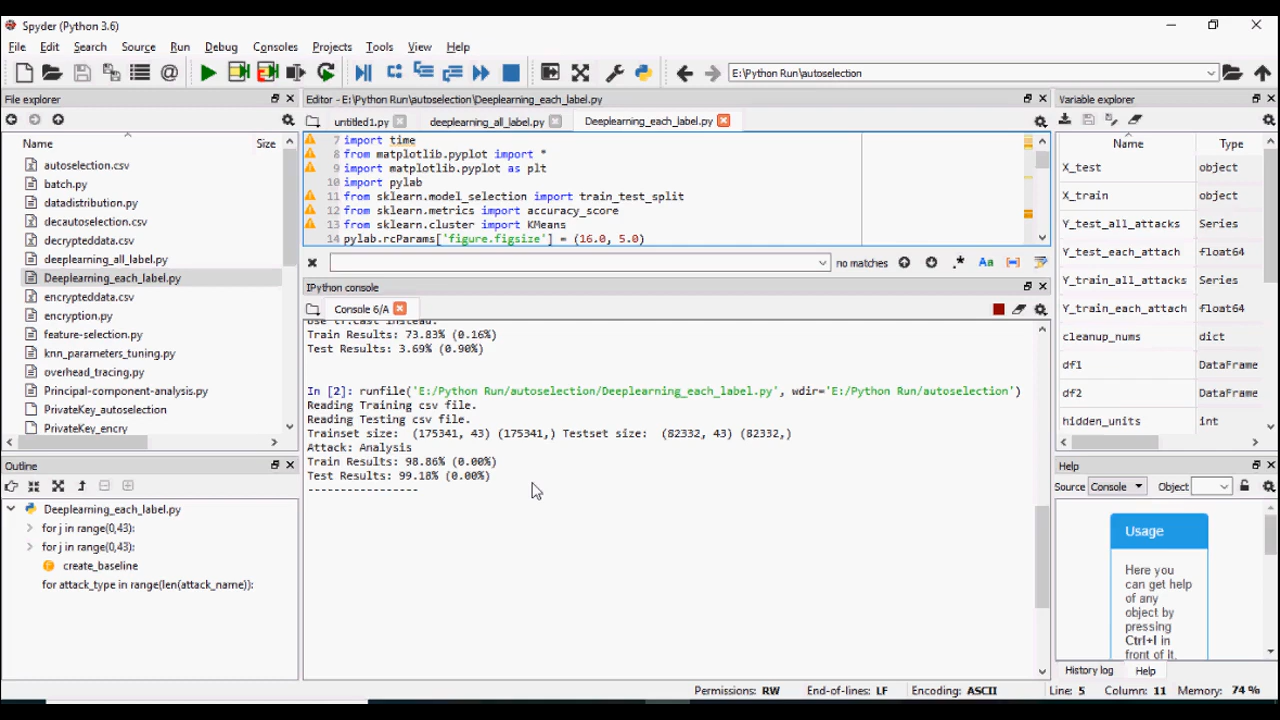 Spyder (Python 3.6)
File Edit Search Source Run Debug Consoles Projects Tools View Help
E:\Python Run\autoselection
File explorer
Name Size
autoselection.csv
batch.py
datadistribution.py
decautoselection.csv
decrypteddata.csv
deeplearning_all_label.py
Deeplearning_each_label.py
encrypteddata.csv
encryption.py
feature-selection.py
knn_parameters_tuning.py
overhead_tracing.py
Principal-component-analysis.py
PrivateKey_autoselection
PrivateKey_encry
Outline
Deeplearning_each_label.py
for j in range(0,43):
for j in range(0,43):
create_baseline
for attack_type in range(len(attack_name)):
Editor - E:\Python Run\autoselection\Deeplearning_each_label.py
untitled1.py deeplearning_all_label.py Deeplearning_each_label.py
7 import time
8 from matplotlib.pyplot import *
9 import matplotlib.pyplot as plt
10 import pylab
11 from sklearn.model_selection import train_test_split
12 from sklearn.metrics import accuracy_score
13 from sklearn.cluster import KMeans
14 pylab.rcParams['figure.figsize'] = (16.0, 5.0)
no matches .* Aa
IPython console
Console 6/A
Use tf.cast instead.
Train Results: 73.83% (0.16%)
Test Results: 3.69% (0.90%)
In [2]: runfile('E:/Python Run/autoselection/Deeplearning_each_label.py', wdir='E:/Python Run/autoselection')
Reading Training csv file.
Reading Testing csv file.
Trainset size:  (175341, 43) (175341,) Testset size:  (82332, 43) (82332,)
Attack: Analysis
Train Results: 98.86% (0.00%)
Test Results: 99.18% (0.00%)
-----------------
Variable explorer
Name Type
X_test object
X_train object
Y_test_all_attacks Series
Y_test_each_attach float64
Y_train_all_attacks Series
Y_train_each_attach float64
cleanup_nums dict
df1 DataFrame
df2 DataFrame
hidden_units int
Help
Source Console Object
Usage
Here you
can get help
of any
object by
pressing
Ctrl+I in
front of it,
History log Help
Permissions: RW End-of-lines: LF Encoding: ASCII Line: 5 Column: 11 Memory: 74 %